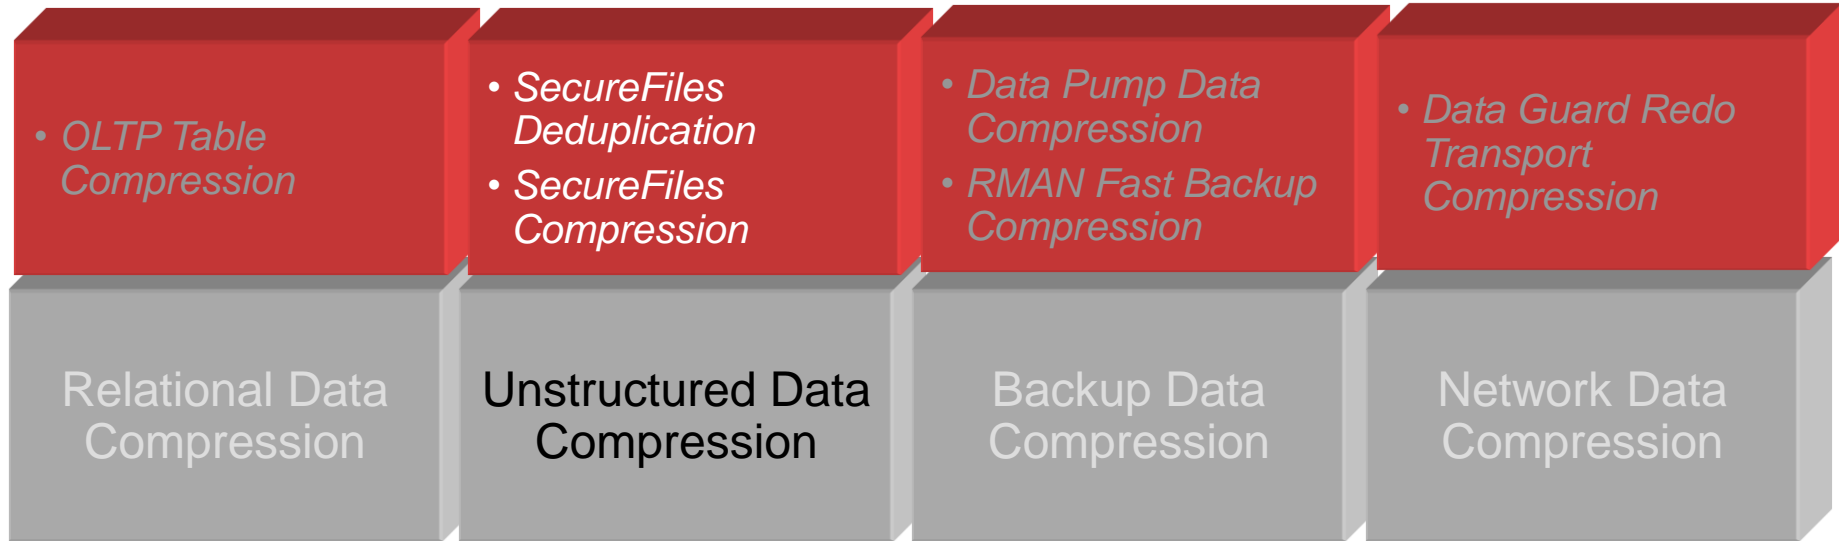 • OLTP Table
Compression
• SecureFiles
Deduplication
• SecureFiles
Compression
• Data Pump Data
Compression
• RMAN Fast Backup
Compression
• Data Guard Redo
Transport
Compression
Relational Data
Compression
Unstructured Data
Compression
Backup Data
Compression
Network Data
Compression